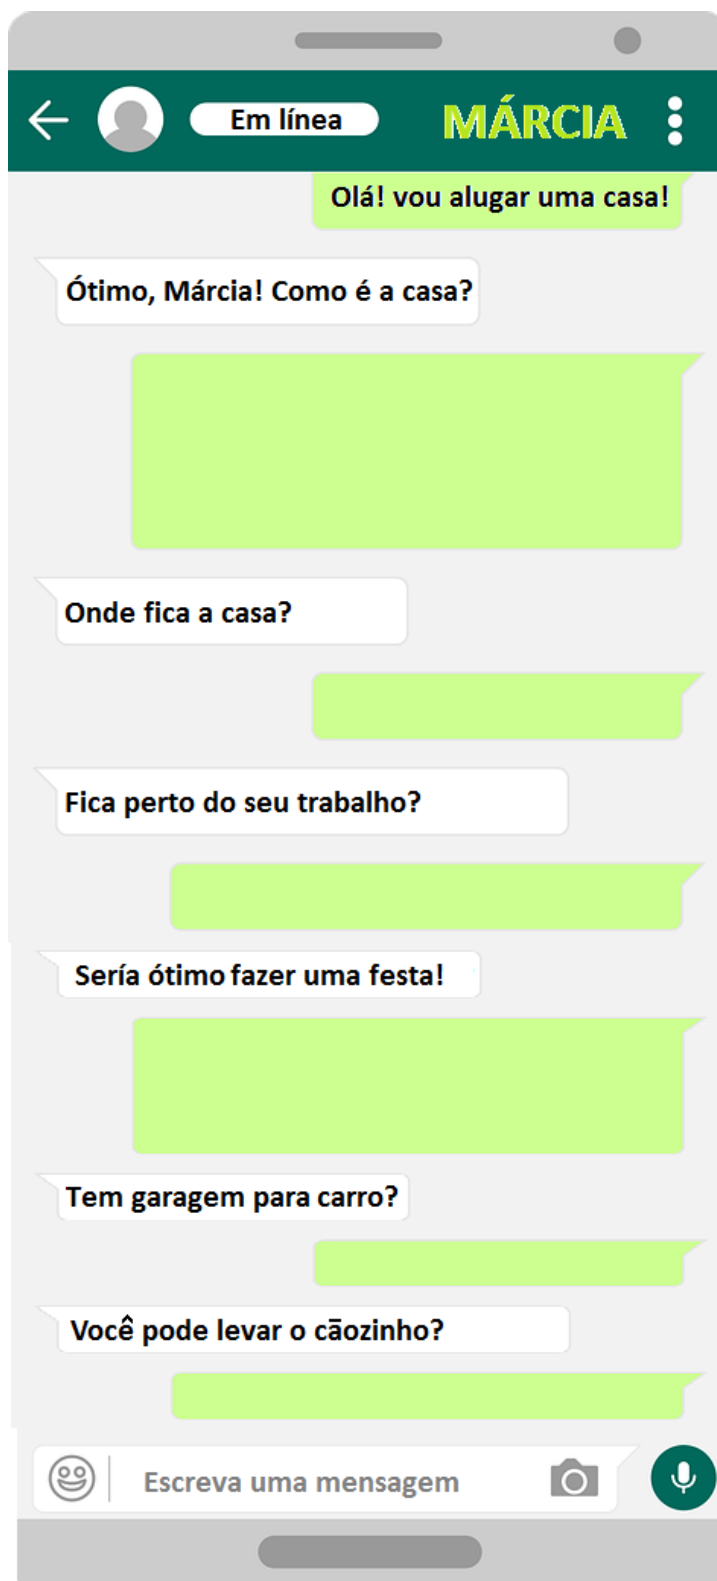 Em línea MÁRCIA
Olá! vou alugar uma casa!
Ótimo, Márcia! Como é a casa?
Onde fica a casa?
Fica perto do seu trabalho?
Sería ótimo fazer uma festa!
Tem garagem para carro?
Você pode levar o cāozinho?
Escreva uma mensagem